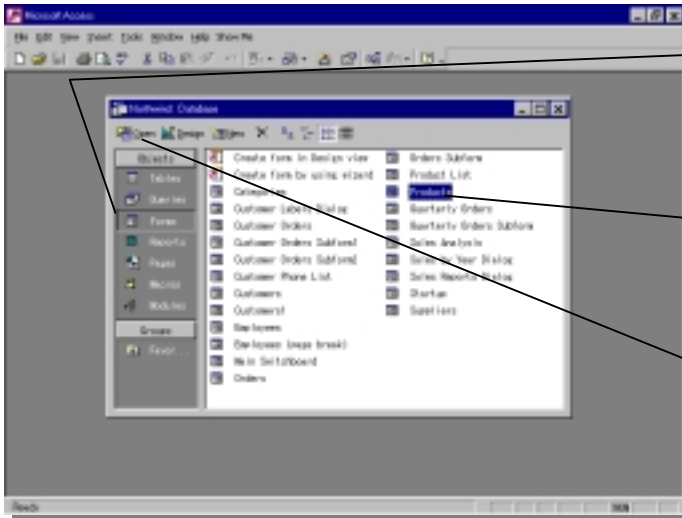 Microsoft Access
File Edit View Insert Tools Window Help Show Me
Northwind: Database
Open Design New
Objects
Tables
Queries
Forms
Reports
Pages
Macros
Modules
Groups
Favor...
Create form in Design view
Create form by using wizard
Categories
Customer Labels Dialog
Customer Orders
Customer Orders Subform1
Customer Orders Subform2
Customer Phone List
Customers
Customers1
Employees
Employees (page break)
Main Switchboard
Orders
Orders Subform
Product List
Products
Quarterly Orders
Quarterly Orders Subform
Sales Analysis
Sales by Year Dialog
Sales Reports Dialog
Startup
Suppliers
Ready
NUM